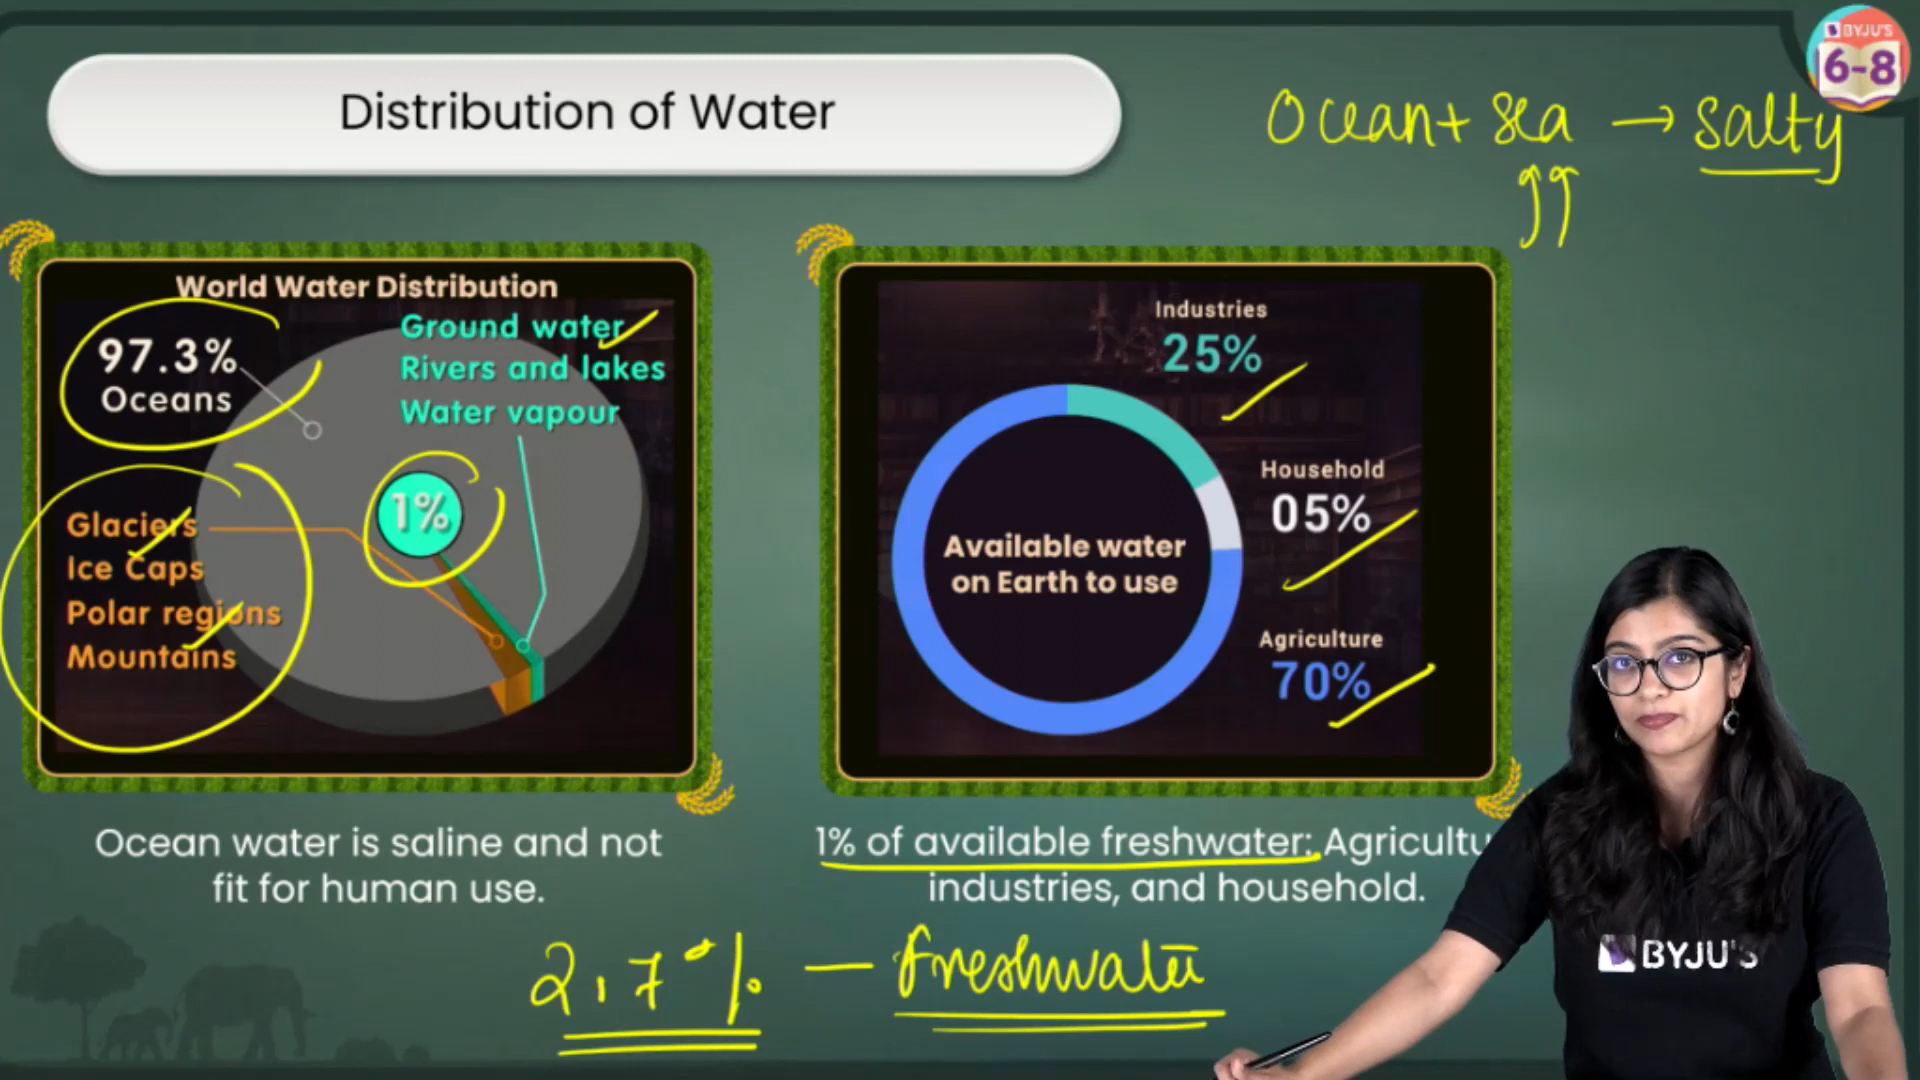 BYJU'S
6-8
Distribution of Water
Ocean + sea → salty
World Water Distribution
97.3%
Oceans
Ground water
Rivers and lakes
Water vapour
1%
Glaciers
Ice Caps
Polar regions
Mountains
Industries
25%
Household
05%
Agriculture
70%
Available water
on Earth to use
Ocean water is saline and not
fit for human use.
1% of available freshwater: Agricultu
industries, and household.
2.7% — freshwater
BYJU'S